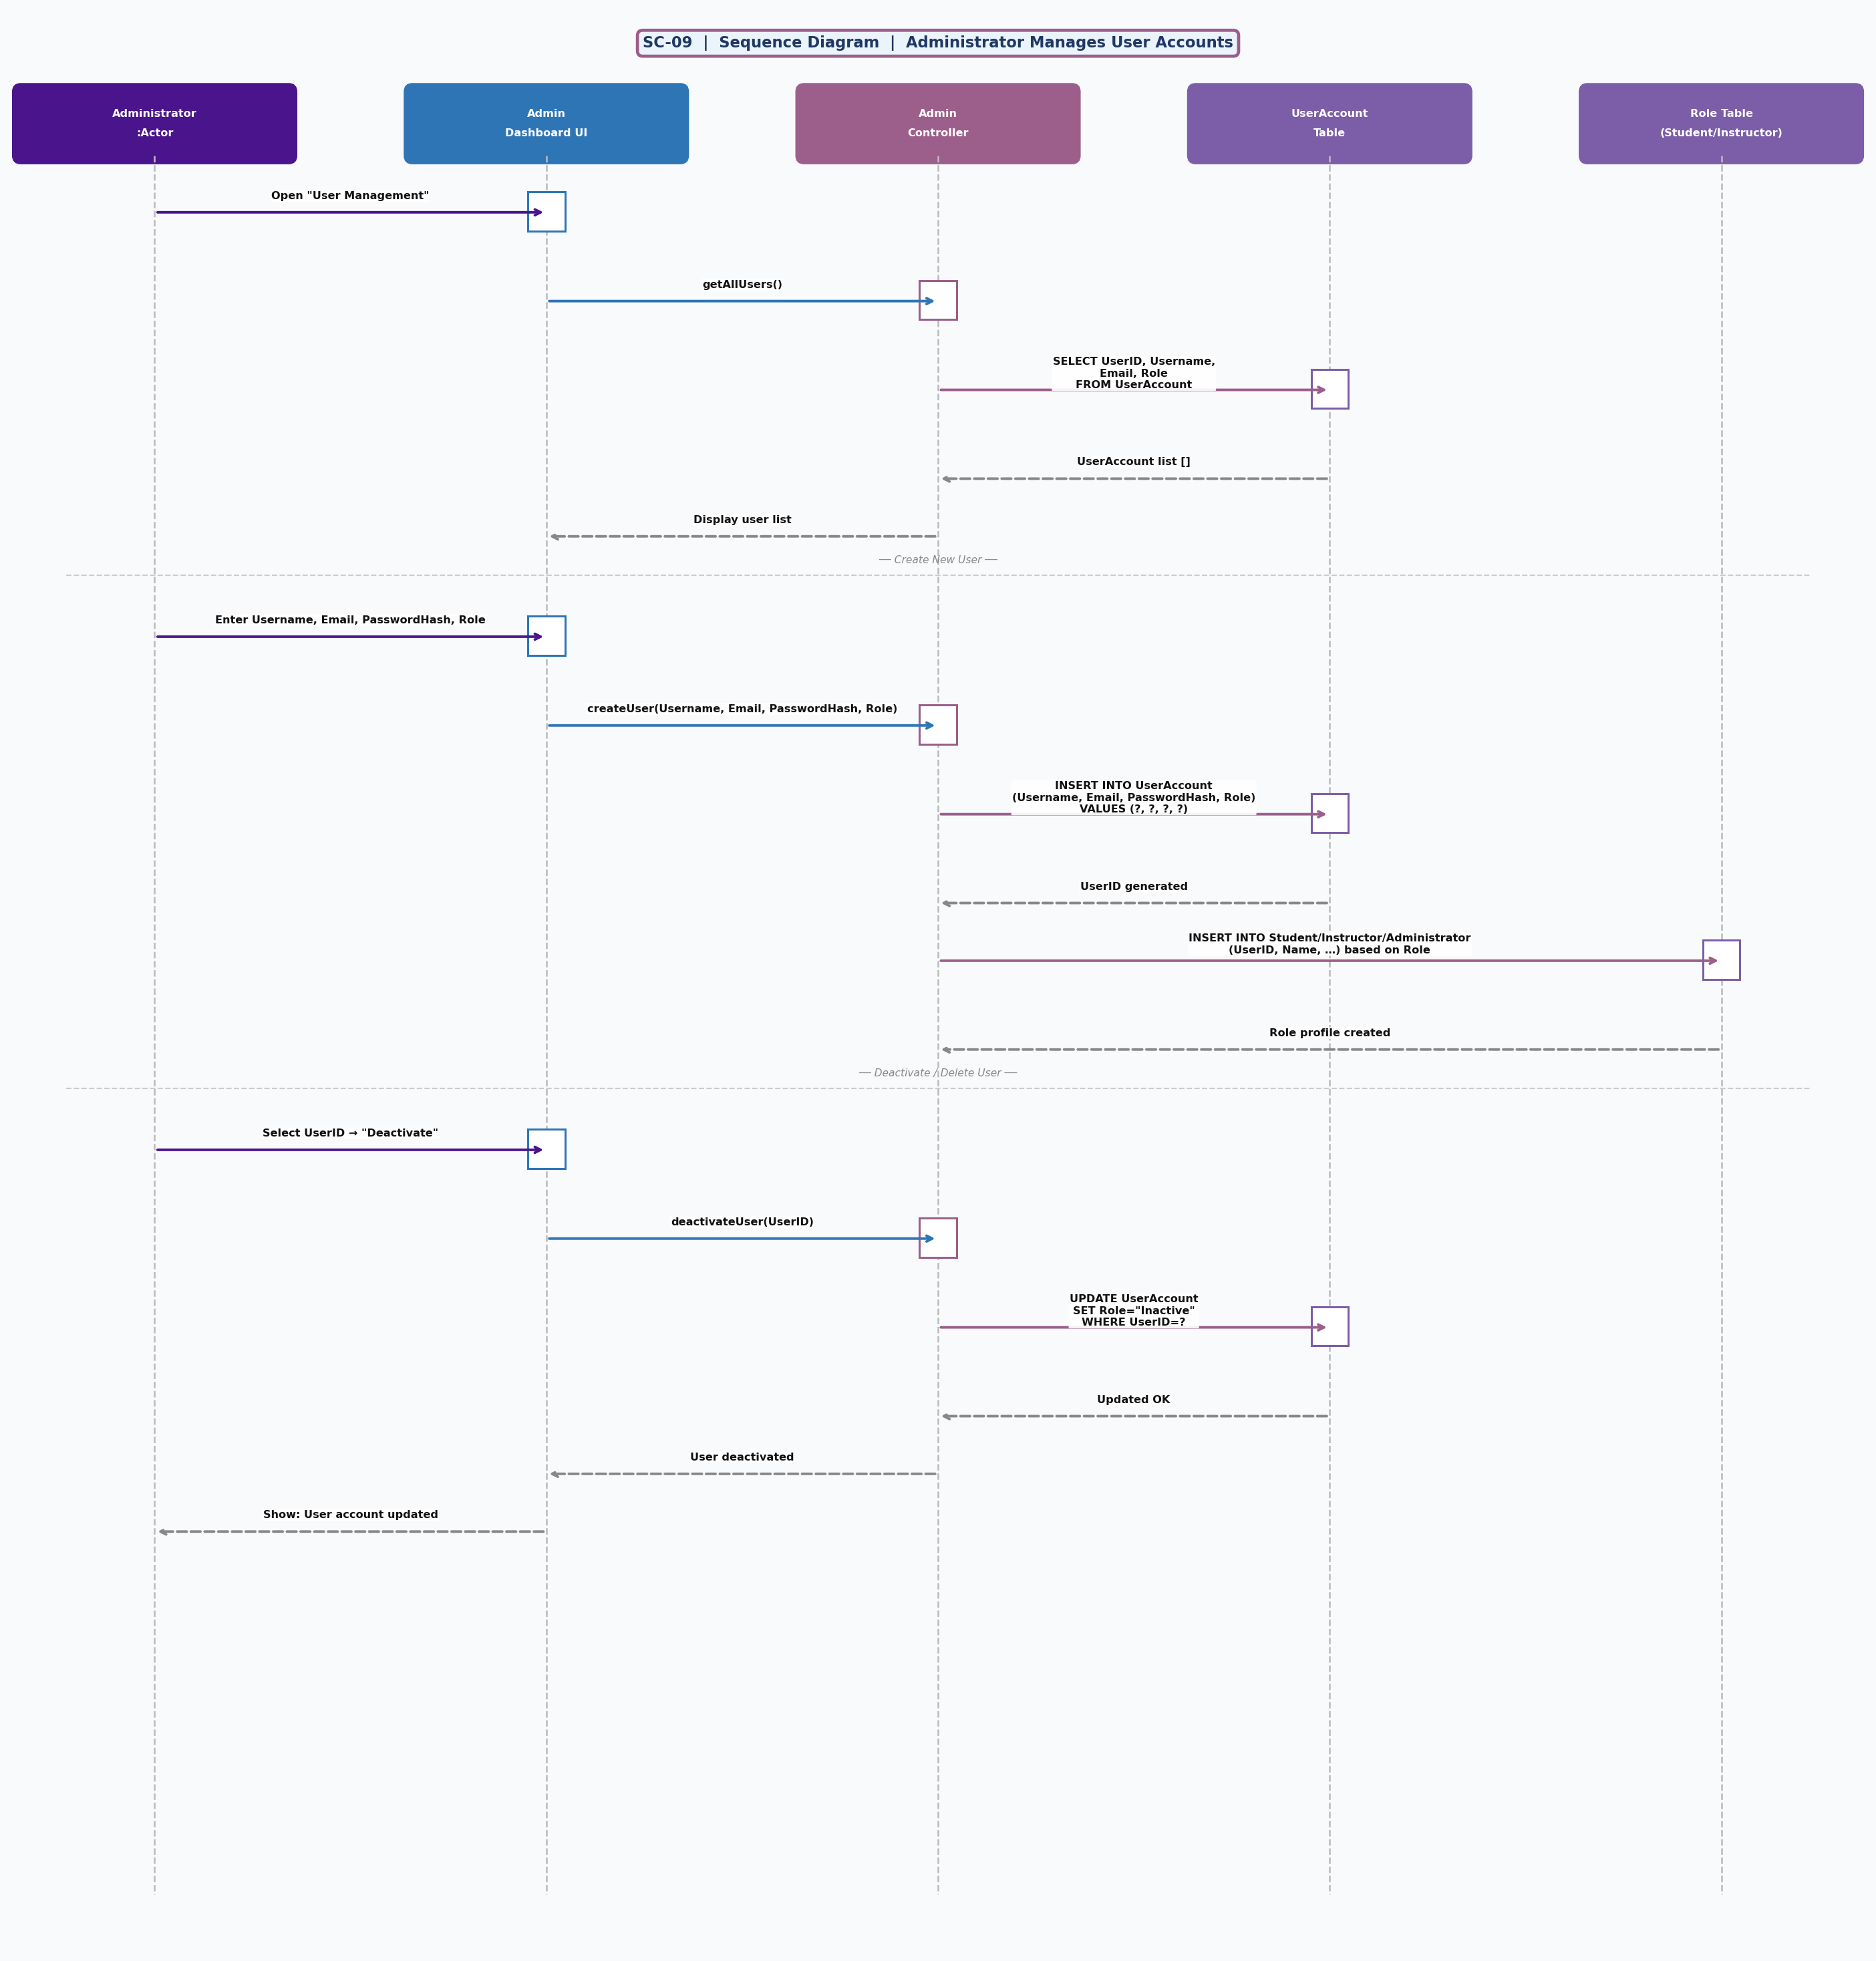 SC-09 | Sequence Diagram | Administrator Manages User Accounts
Administrator
:Actor
Admin
Dashboard UI
Admin
Controller
UserAccount
Table
Role Table
(Student/Instructor)
Open "User Management"
getAllUsers()
SELECT UserID, Username,
Email, Role
FROM UserAccount
UserAccount list []
Display user list
── Create New User ──
Enter Username, Email, PasswordHash, Role
createUser(Username, Email, PasswordHash, Role)
INSERT INTO UserAccount
(Username, Email, PasswordHash, Role)
VALUES (?, ?, ?, ?)
UserID generated
INSERT INTO Student/Instructor/Administrator
(UserID, Name, …) based on Role
Role profile created
── Deactivate / Delete User ──
Select UserID → "Deactivate"
deactivateUser(UserID)
UPDATE UserAccount
SET Role="Inactive"
WHERE UserID=?
Updated OK
User deactivated
Show: User account updated